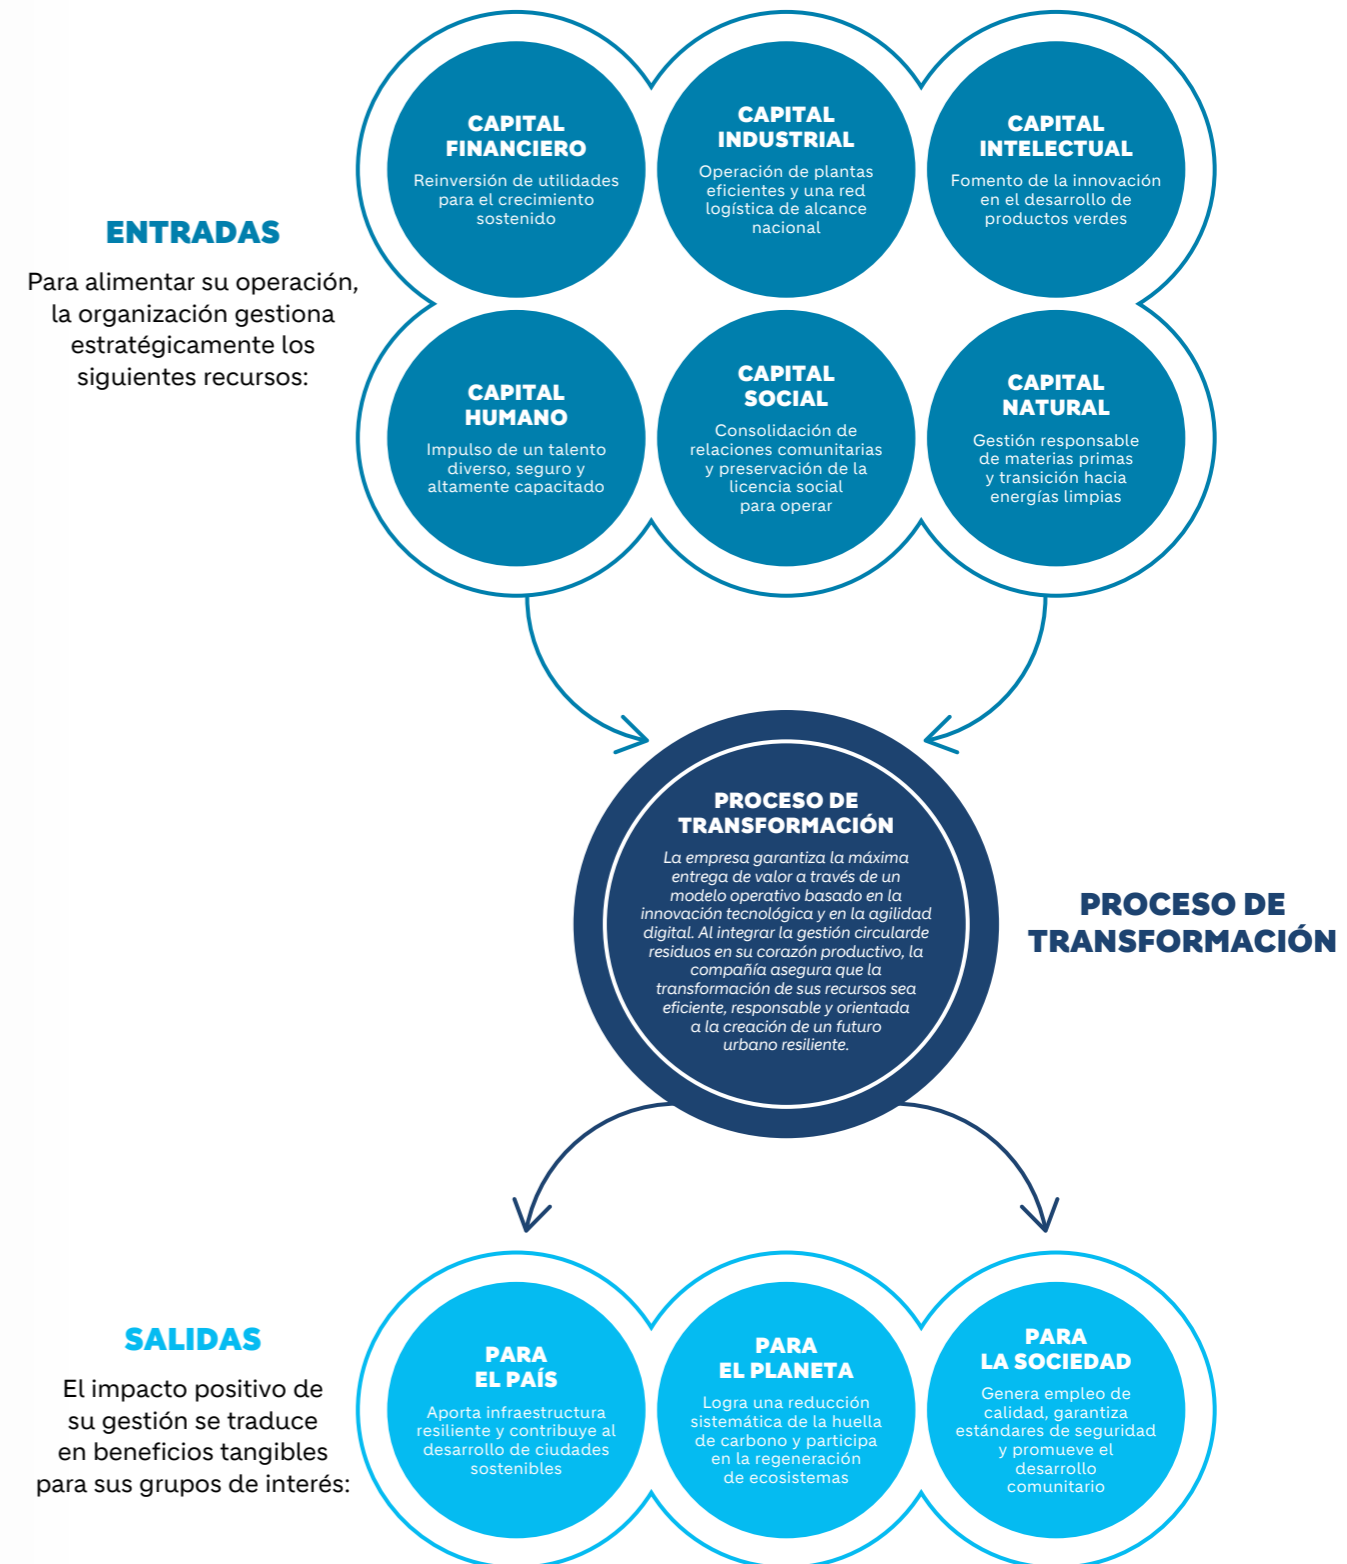 ENTRADAS
Para alimentar su operación,
la organización gestiona
estratégicamente los
siguientes recursos:
CAPITAL
FINANCIERO
Reinversión de utilidades
para el crecimiento
sostenido
CAPITAL
INDUSTRIAL
Operación de plantas
eficientes y una red
logística de alcance
nacional
CAPITAL
INTELECTUAL
Fomento de la innovación
en el desarrollo de
productos verdes
CAPITAL
HUMANO
Impulso de un talento
diverso, seguro y
altamente capacitado
CAPITAL
SOCIAL
Consolidación de
relaciones comunitarias
y preservación de la
licencia social
para operar
CAPITAL
NATURAL
Gestión responsable
de materias primas
y transición hacia
energías limpias
PROCESO DE
TRANSFORMACIÓN
La empresa garantiza la máxima
entrega de valor a través de un
modelo operativo basado en la
innovación tecnológica y en la agilidad
digital. Al integrar la gestión circularde
residuos en su corazón productivo, la
compañía asegura que la
transformación de sus recursos sea
eficiente, responsable y orientada
a la creación de un futuro
urbano resiliente.
PROCESO DE
TRANSFORMACIÓN
SALIDAS
El impacto positivo de
su gestión se traduce
en beneficios tangibles
para sus grupos de interés:
PARA
EL PAÍS
Aporta infraestructura
resiliente y contribuye al
desarrollo de ciudades
sostenibles
PARA
EL PLANETA
Logra una reducción
sistemática de la huella
de carbono y participa
en la regeneración
de ecosistemas
PARA
LA SOCIEDAD
Genera empleo de
calidad, garantiza
estándares de seguridad
y promueve el
desarrollo
comunitario